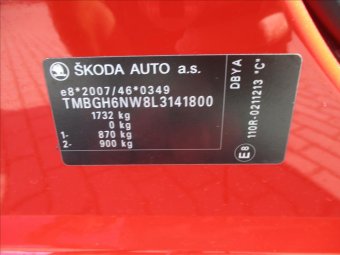 ŠKODA AUTO a.s.
e8*2007/46*0349
TMBGH6NW8L3141800
1732 kg
0 kg
1- 870 kg
2- 900 kg
DBYA
E8 110R-0211213 "C"